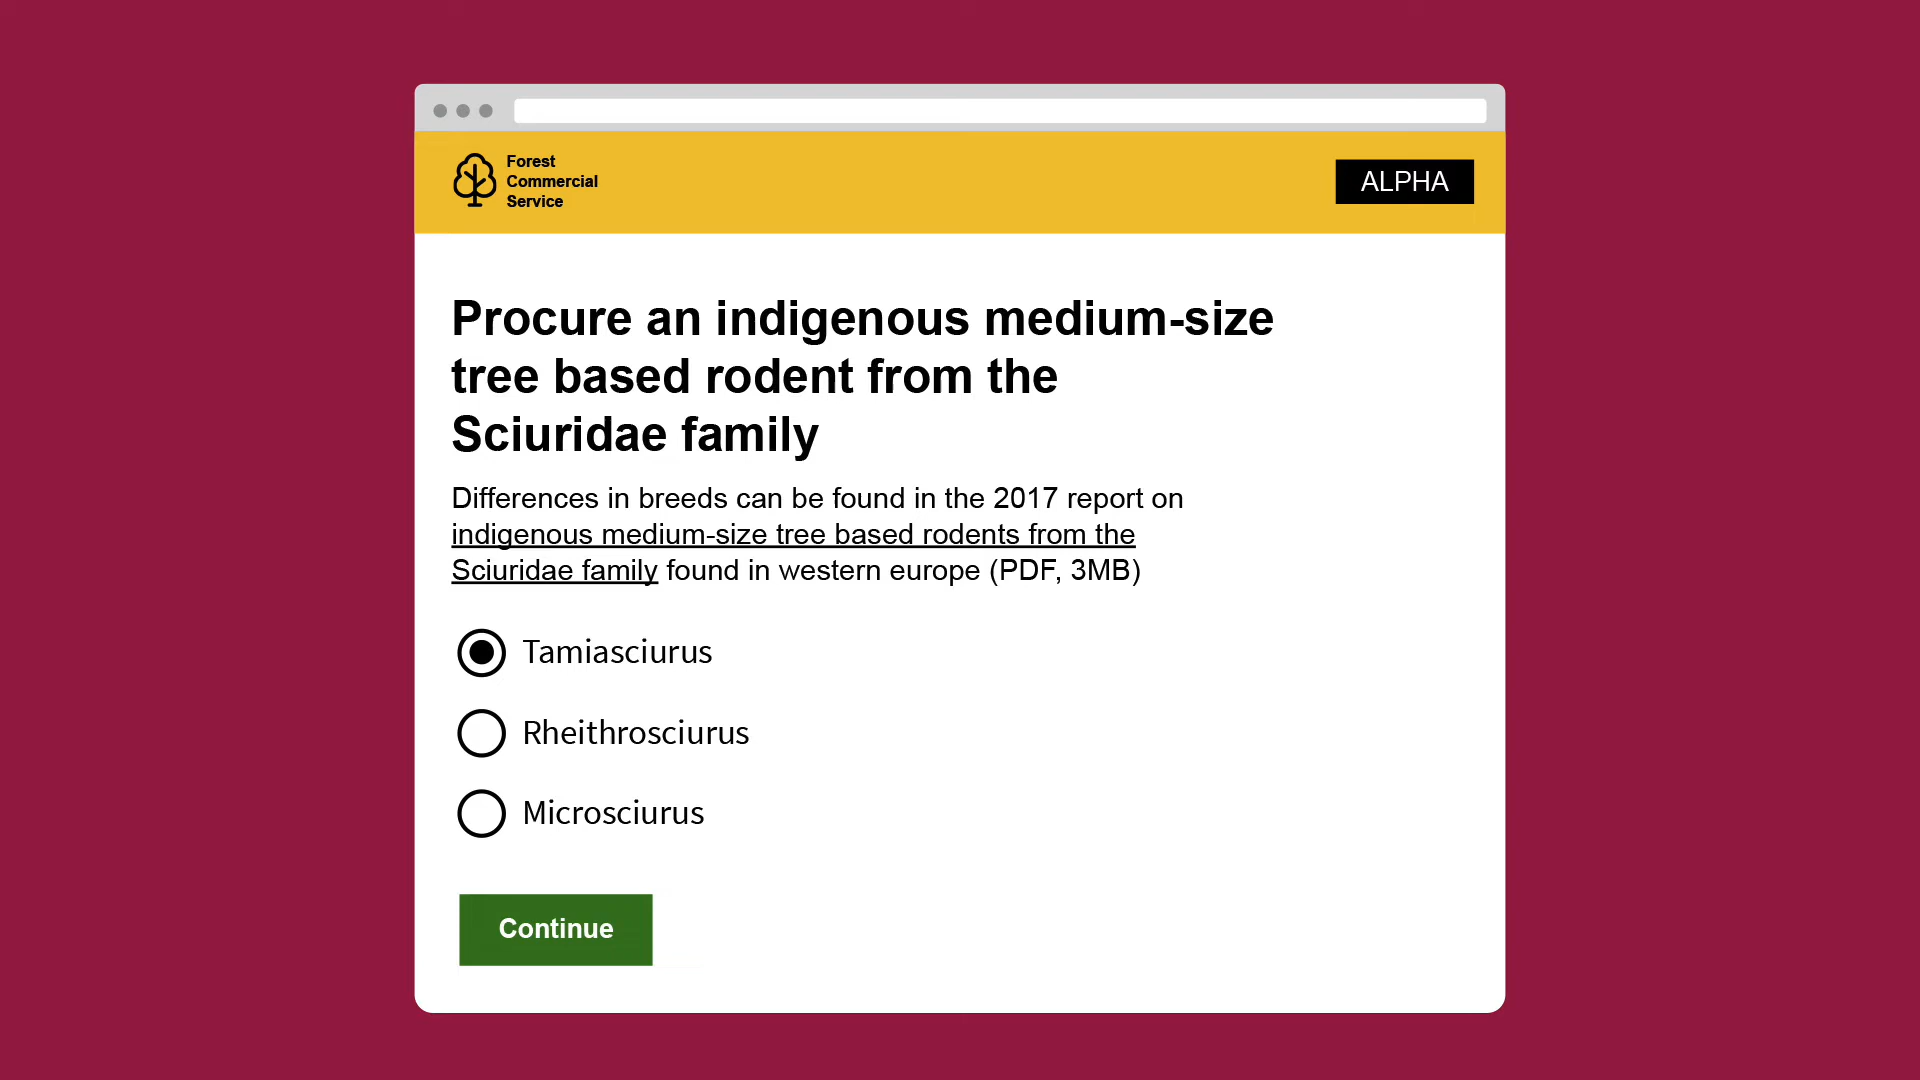 Forest
Commercial
Service
ALPHA
Procure an indigenous medium-size
tree based rodent from the
Sciuridae family
Differences in breeds can be found in the 2017 report on
indigenous medium-size tree based rodents from the
Sciuridae family found in western europe (PDF, 3MB)
Tamiasciurus
Rheithrosciurus
Microsciurus
Continue